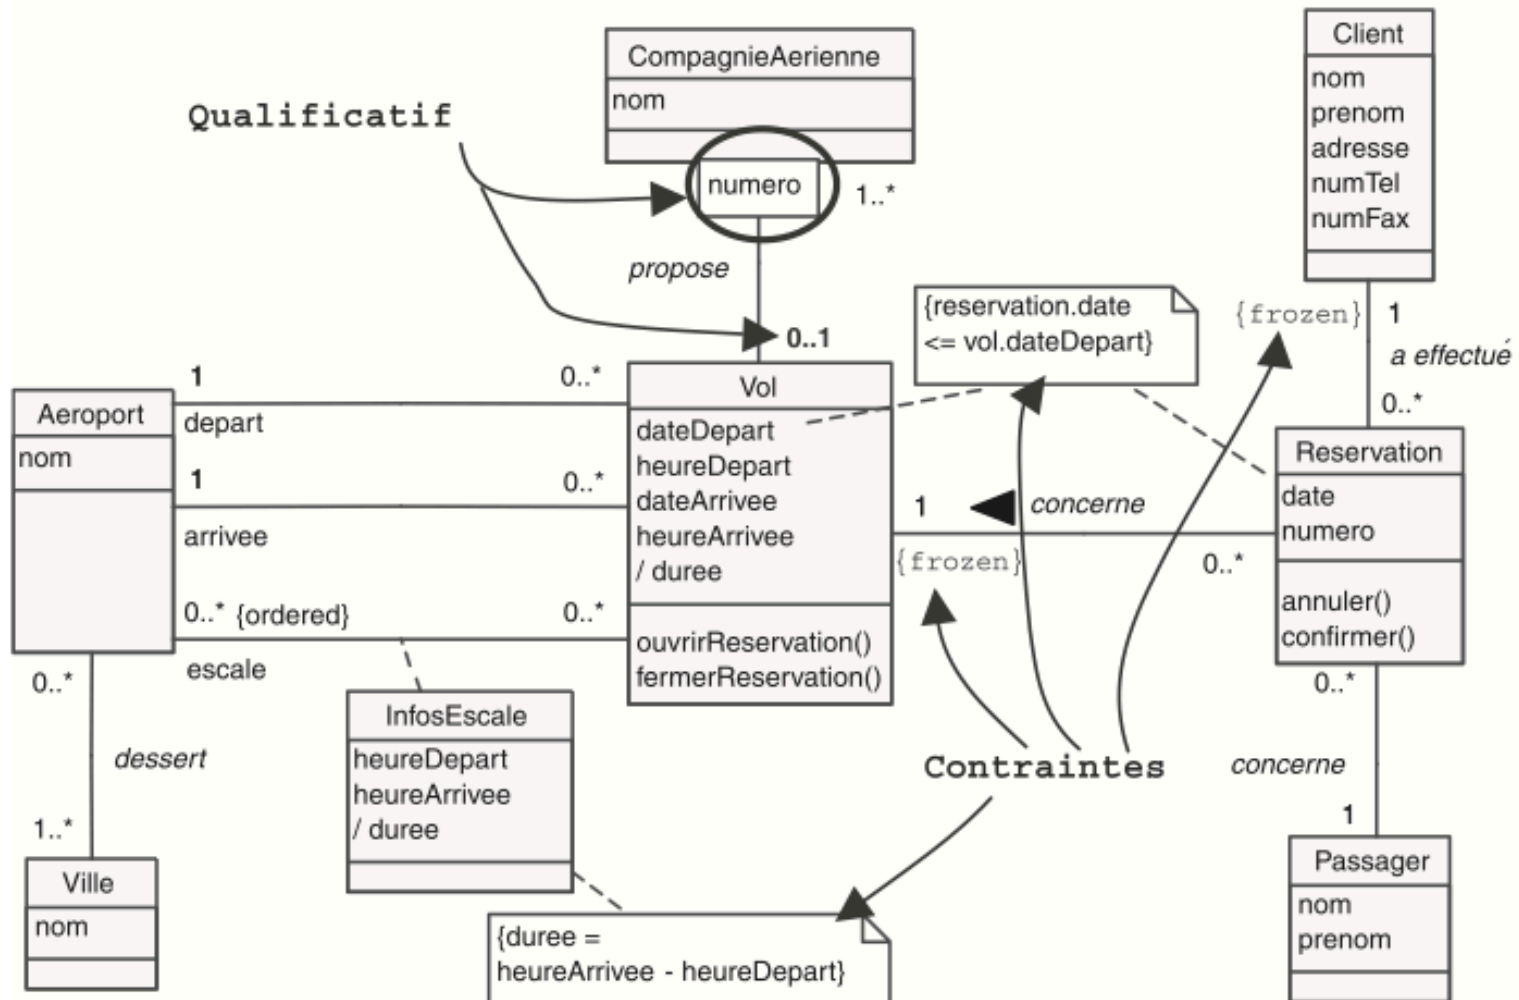 CompagnieAerienne
nom
Qualificatif
numero
1..*
propose
0..1
Client
nom
prenom
adresse
numTel
numFax
{frozen}
1
a effectué
0..*
{reservation.date
<= vol.dateDepart}
Aeroport
nom
1
0..*
depart
1
0..*
arrivee
0..* {ordered}
0..*
escale
Vol
dateDepart
heureDepart
dateArrivee
heureArrivee
/ duree
ouvrirReservation()
fermerReservation()
1
concerne
{frozen}
0..*
Reservation
date
numero
annuler()
confirmer()
0..*
dessert
1..*
Ville
nom
InfosEscale
heureDepart
heureArrivee
/ duree
Contraintes
{duree =
heureArrivee - heureDepart}
0..*
concerne
1
Passager
nom
prenom